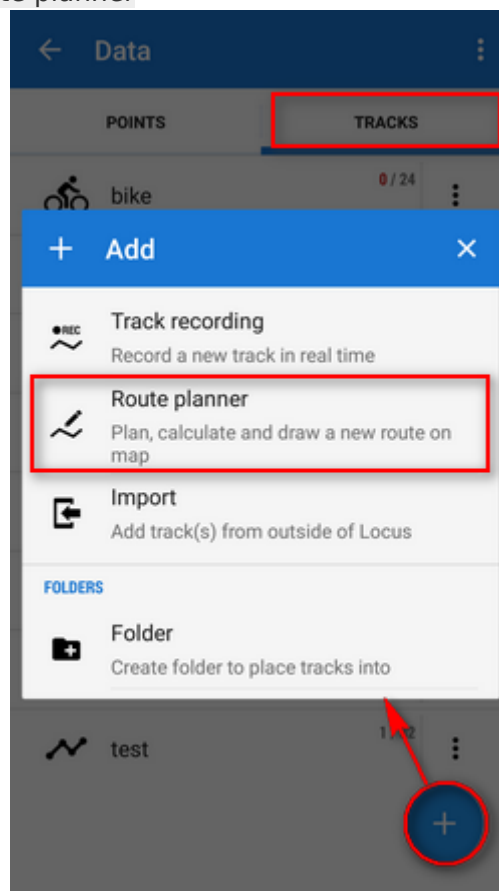 Data
POINTS TRACKS
0 / 24
bike
+ Add ×
REC
Track recording
Record a new track in real time
Route planner
Plan, calculate and draw a new route on
map
Import
Add track(s) from outside of Locus
FOLDERS
Folder
Create folder to place tracks into
test
+